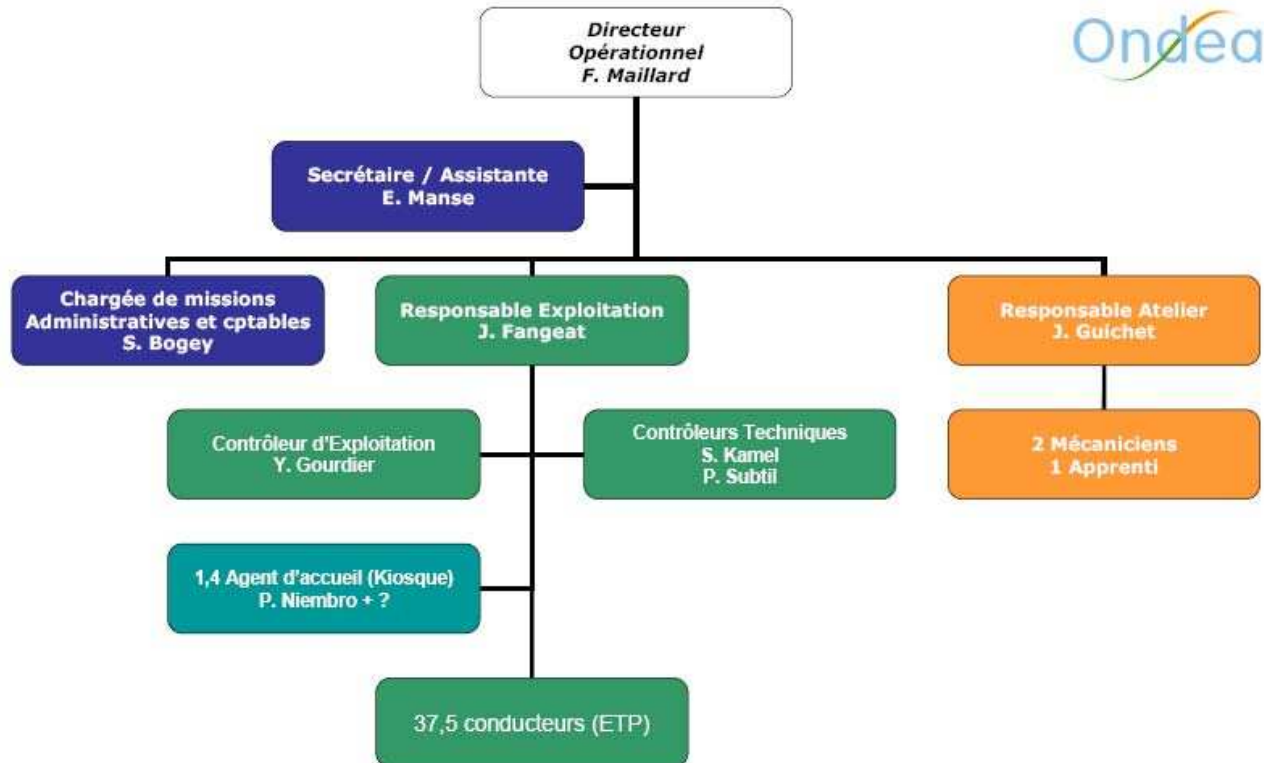 Directeur
Opérationnel
F. Maillard
Ondea
Secrétaire / Assistante
E. Manse
Chargée de missions
Administratives et cptables
S. Bogey
Responsable Exploitation
J. Fangeat
Responsable Atelier
J. Guichet
Contrôleur d'Exploitation
Y. Gourdier
Contrôleurs Techniques
S. Kamel
P. Subtil
2 Mécaniciens
1 Apprenti
1,4 Agent d'accueil (Kiosque)
P. Niembro + ?
37,5 conducteurs (ETP)